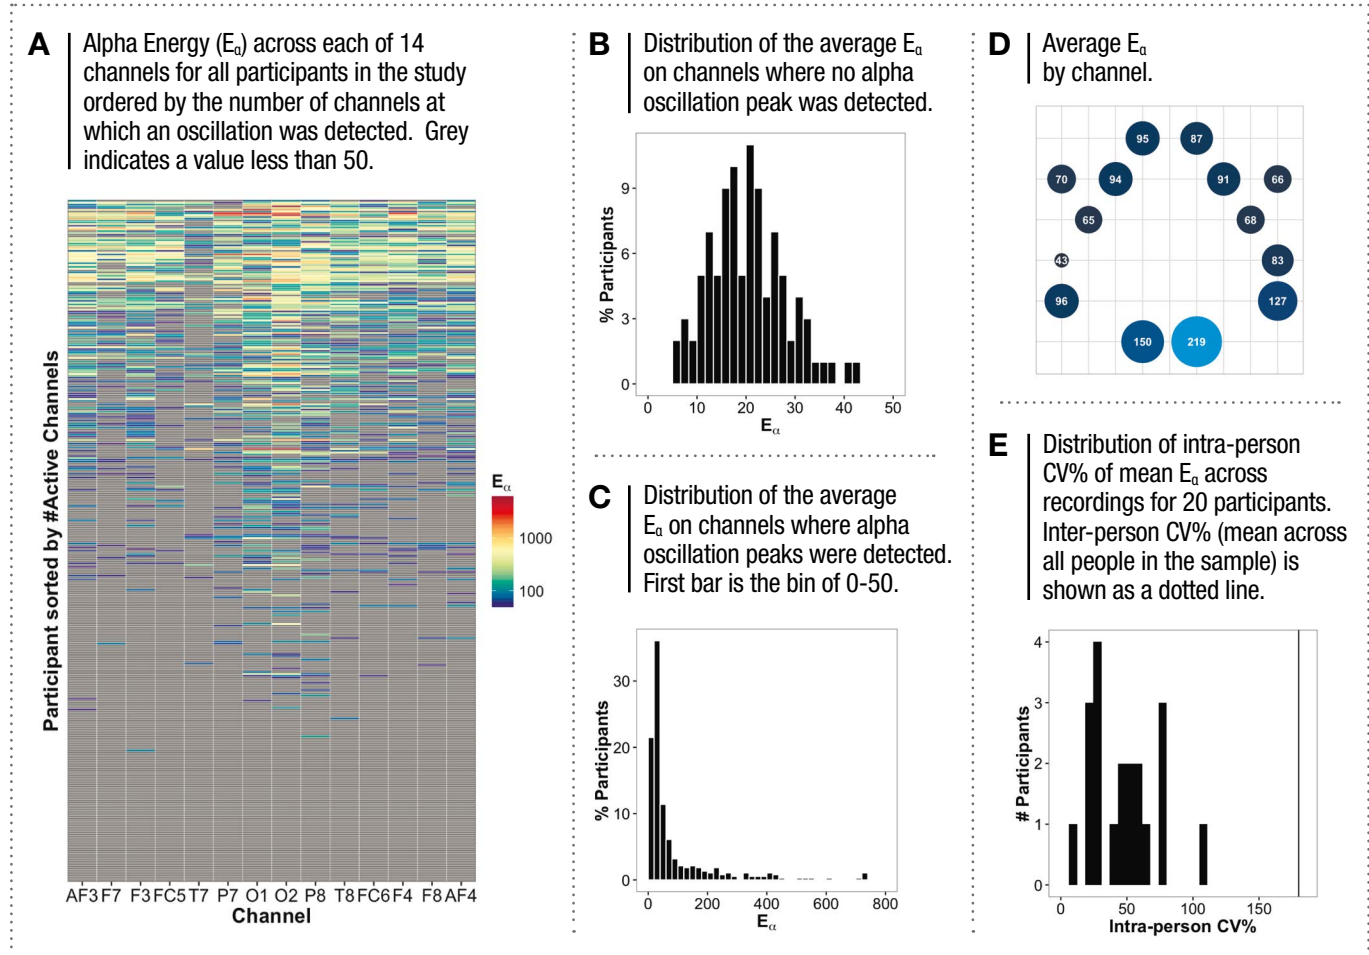 A
Alpha Energy (Eα) across each of 14
channels for all participants in the study
ordered by the number of channels at
which an oscillation was detected. Grey
indicates a value less than 50.
Participant sorted by #Active Channels
Eα
1000
100
AF3 F7 F3 FC5 T7 P7 O1 O2 P8 T8 FC6 F4 F8 AF4
Channel
B
Distribution of the average Eα
on channels where no alpha
oscillation peak was detected.
% Participants
9
6
3
0
0 10 20 30 40 50
Eα
C
Distribution of the average
Eα on channels where alpha
oscillation peaks were detected.
First bar is the bin of 0-50.
% Participants
30
20
10
0
0 200 400 600 800
Eα
D
Average Eα
by channel.
95 87
70 94 91 66
65 68
43 83
96 127
150 219
E
Distribution of intra-person
CV% of mean Eα across
recordings for 20 participants.
Inter-person CV% (mean across
all people in the sample) is
shown as a dotted line.
# Participants
4
3
2
1
0
0 50 100 150
Intra-person CV%